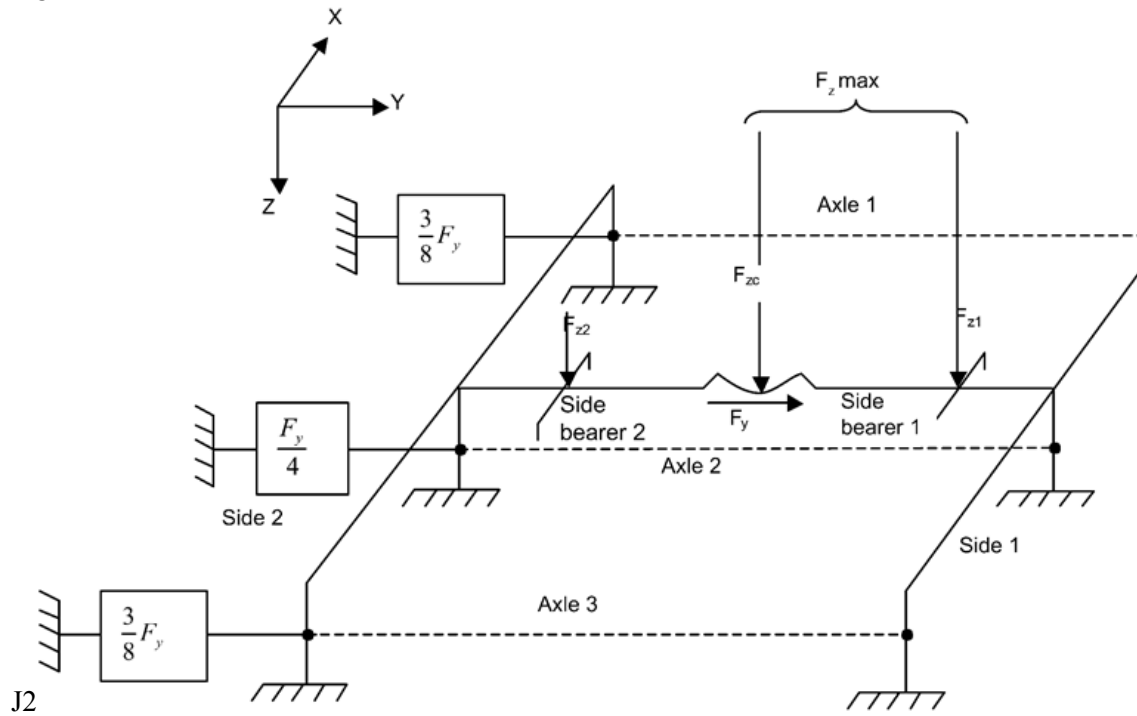 X
Y
Z
F_z max
3/8 F_y
Axle 1
F_zc
F_z2
F_z1
Side
bearer 2
F_y
Side
bearer 1
F_y/4
Axle 2
Side 2
Side 1
3/8 F_y
Axle 3
J2